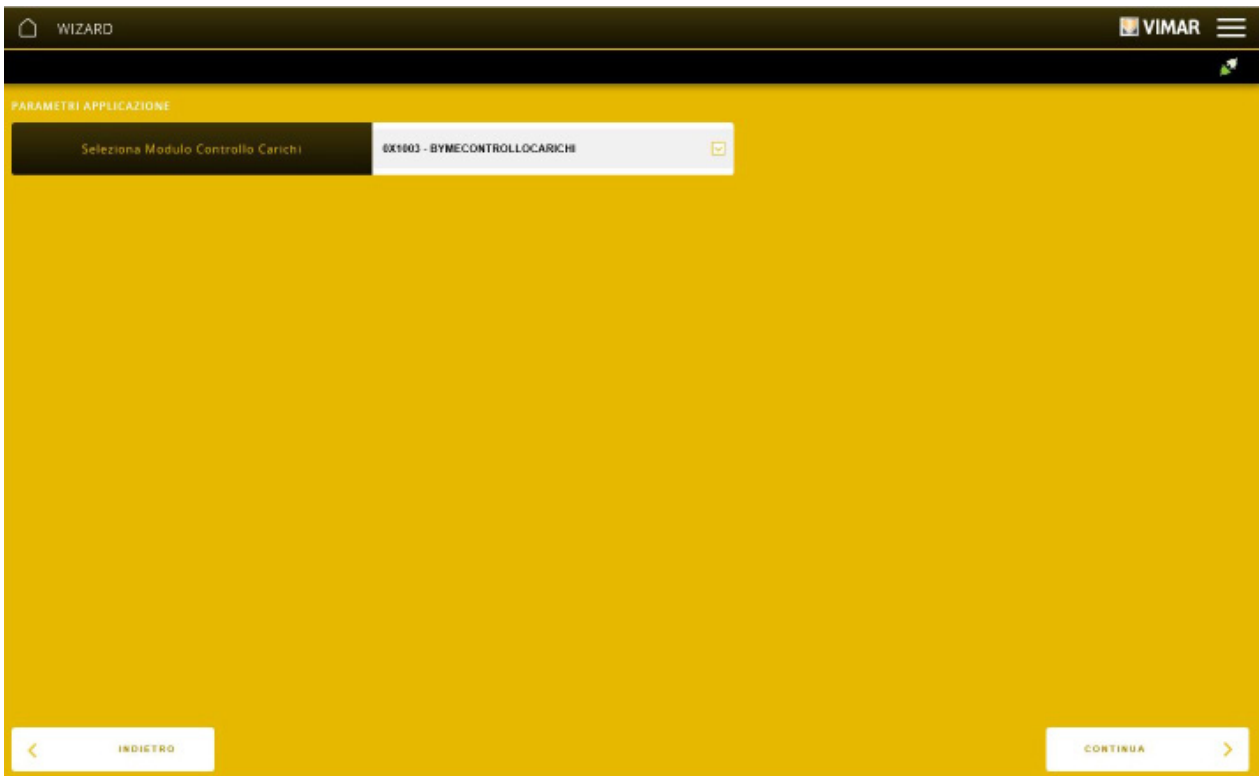 WIZARD
VIMAR
PARAMETRI APPLICAZIONE
Seleziona Modulo Controllo Carichi
0X1003 - BYMECONTROLLOCARICHI
INDIETRO
CONTINUA